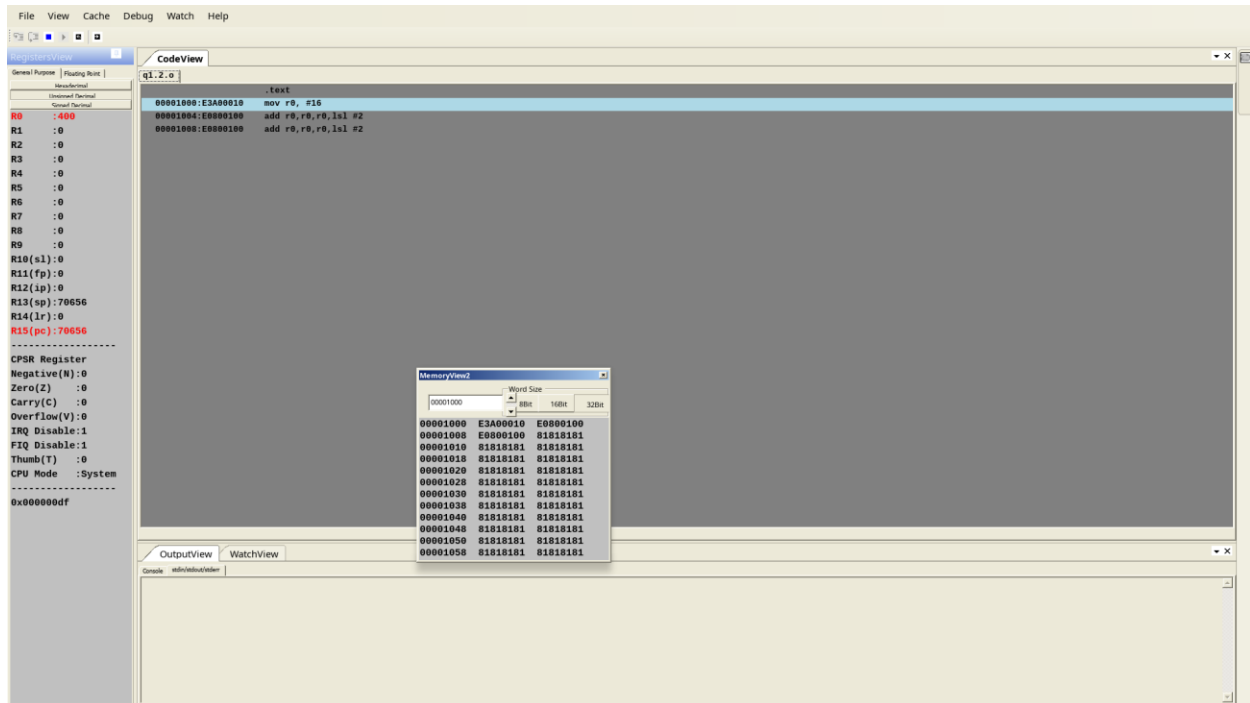 File View Cache Debug Watch Help
RegistersView
General Purpose Floating Point
Hexadecimal
Unsigned Decimal
Signed Decimal
R0 :400
R1 :0
R2 :0
R3 :0
R4 :0
R5 :0
R6 :0
R7 :0
R8 :0
R9 :0
R10(sl):0
R11(fp):0
R12(ip):0
R13(sp):70656
R14(lr):0
R15(pc):70656
------------------
CPSR Register
Negative(N):0
Zero(Z) :0
Carry(C) :0
Overflow(V):0
IRQ Disable:1
FIQ Disable:1
Thumb(T) :0
CPU Mode :System
------------------
0x000000df
CodeView
q1.2.o
.text
00001000:E3A00010 mov r0, #16
00001004:E0800100 add r0,r0,r0,lsl #2
00001008:E0800100 add r0,r0,r0,lsl #2
MemoryView2
Word Size
00001000 8Bit 16Bit 32Bit
00001000 E3A00010 E0800100
00001008 E0800100 81818181
00001010 81818181 81818181
00001018 81818181 81818181
00001020 81818181 81818181
00001028 81818181 81818181
00001030 81818181 81818181
00001038 81818181 81818181
00001040 81818181 81818181
00001048 81818181 81818181
00001050 81818181 81818181
00001058 81818181 81818181
OutputView WatchView
Console stdin/stdout/stderr